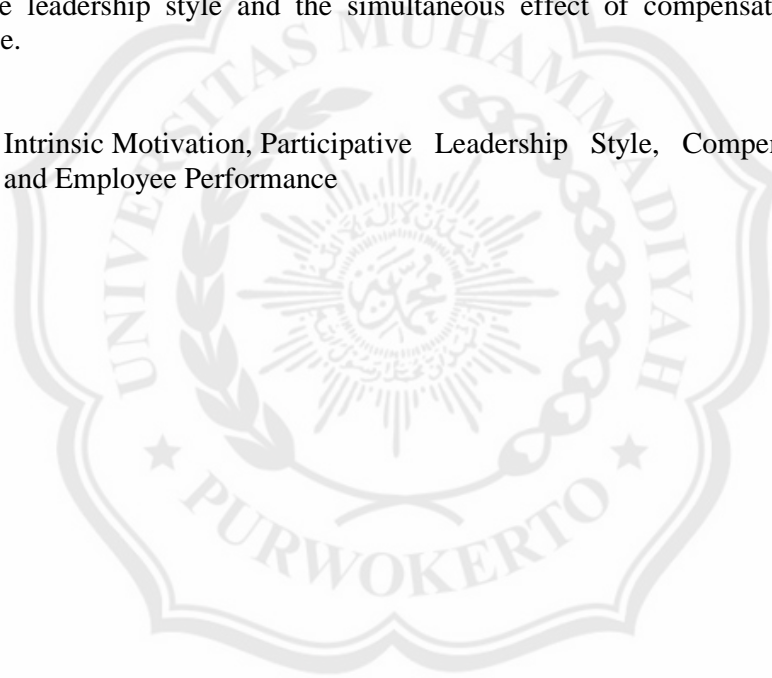 e leadership style and the simultaneous effect of compensat
e.
Intrinsic Motivation, Participative Leadership Style, Compen
and Employee Performance
UNIVERSITAS MUHAMMADIYAH
PURWOKERTO
محمدية